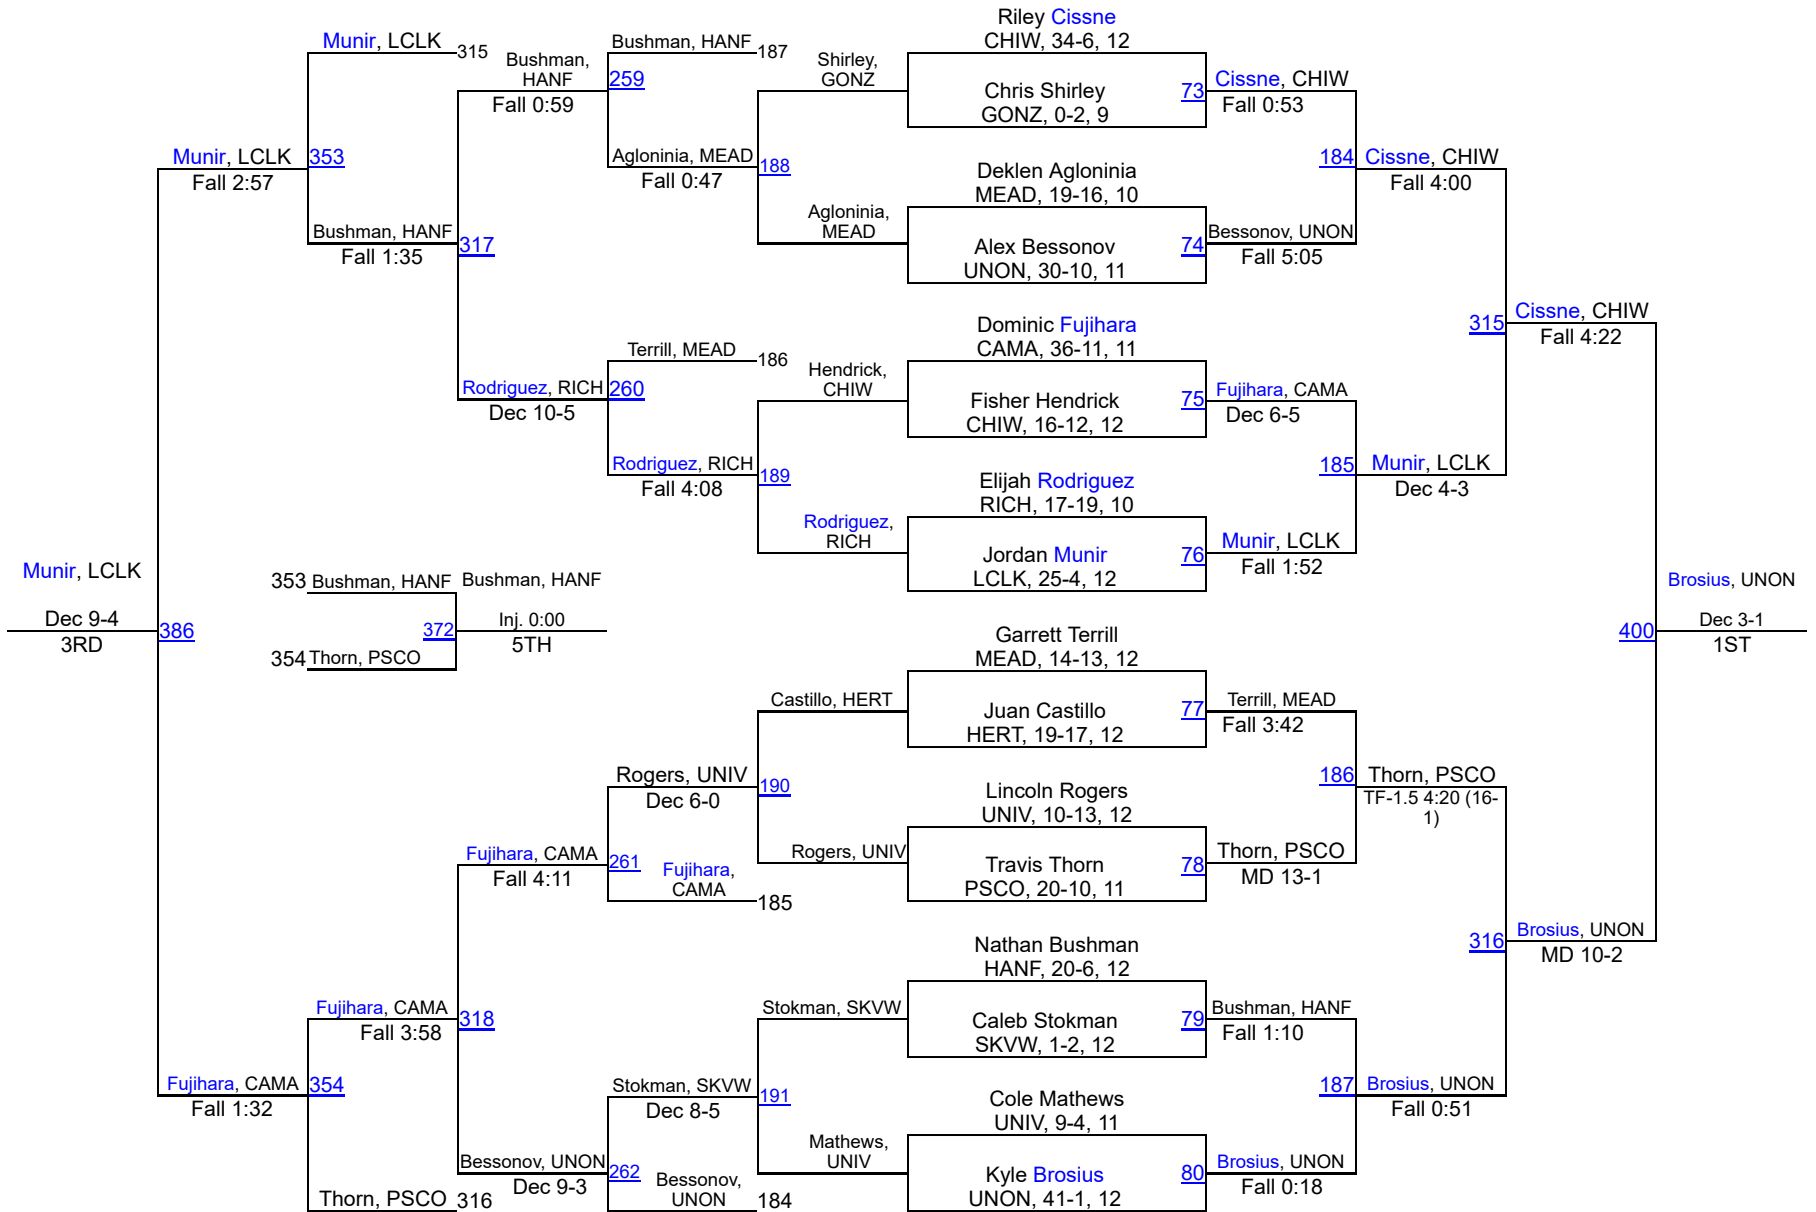 Riley Cissne
CHIW, 34-6, 12
Munir, LCLK
315
Bushman,
HANF
Fall 0:59
Bushman, HANF
187
259
Shirley,
GONZ
Chris Shirley
GONZ, 0-2, 9
73
Cissne, CHIW
Fall 0:53
Munir, LCLK
Fall 2:57
353
Agloninia, MEAD
Fall 0:47
188
Deklen Agloninia
MEAD, 19-16, 10
184
Cissne, CHIW
Fall 4:00
Bushman, HANF
Fall 1:35
317
Agloninia,
MEAD
Alex Bessonov
UNON, 30-10, 11
74
Bessonov, UNON
Fall 5:05
Dominic Fujihara
CAMA, 36-11, 11
315
Cissne, CHIW
Fall 4:22
Terrill, MEAD
186
Rodriguez, RICH
Dec 10-5
260
Hendrick,
CHIW
Fisher Hendrick
CHIW, 16-12, 12
75
Fujihara, CAMA
Dec 6-5
Rodriguez, RICH
Fall 4:08
189
Elijah Rodriguez
RICH, 17-19, 10
185
Munir, LCLK
Dec 4-3
Rodriguez,
RICH
Jordan Munir
LCLK, 25-4, 12
76
Munir, LCLK
Fall 1:52
Munir, LCLK
Dec 9-4
3RD
386
353
Bushman, HANF
354
Thorn, PSCO
372
Bushman, HANF
Inj. 0:00
5TH
Brosius, UNON
400
Dec 3-1
1ST
Garrett Terrill
MEAD, 14-13, 12
Castillo, HERT
Juan Castillo
HERT, 19-17, 12
77
Terrill, MEAD
Fall 3:42
Rogers, UNIV
Dec 6-0
190
Lincoln Rogers
UNIV, 10-13, 12
186
Thorn, PSCO
TF-1.5 4:20 (16-
1)
Fujihara, CAMA
Fall 4:11
261
Fujihara,
CAMA
185
Rogers, UNIV
Travis Thorn
PSCO, 20-10, 11
78
Thorn, PSCO
MD 13-1
Nathan Bushman
HANF, 20-6, 12
316
Brosius, UNON
MD 10-2
Fujihara, CAMA
Fall 3:58
318
Stokman, SKVW
Caleb Stokman
SKVW, 1-2, 12
79
Bushman, HANF
Fall 1:10
Fujihara, CAMA
Fall 1:32
354
Stokman, SKVW
Dec 8-5
191
Cole Mathews
UNIV, 9-4, 11
187
Brosius, UNON
Fall 0:51
Thorn, PSCO
316
Bessonov, UNON
Dec 9-3
262
Bessonov,
UNON
184
Mathews,
UNIV
Kyle Brosius
UNON, 41-1, 12
80
Brosius, UNON
Fall 0:18